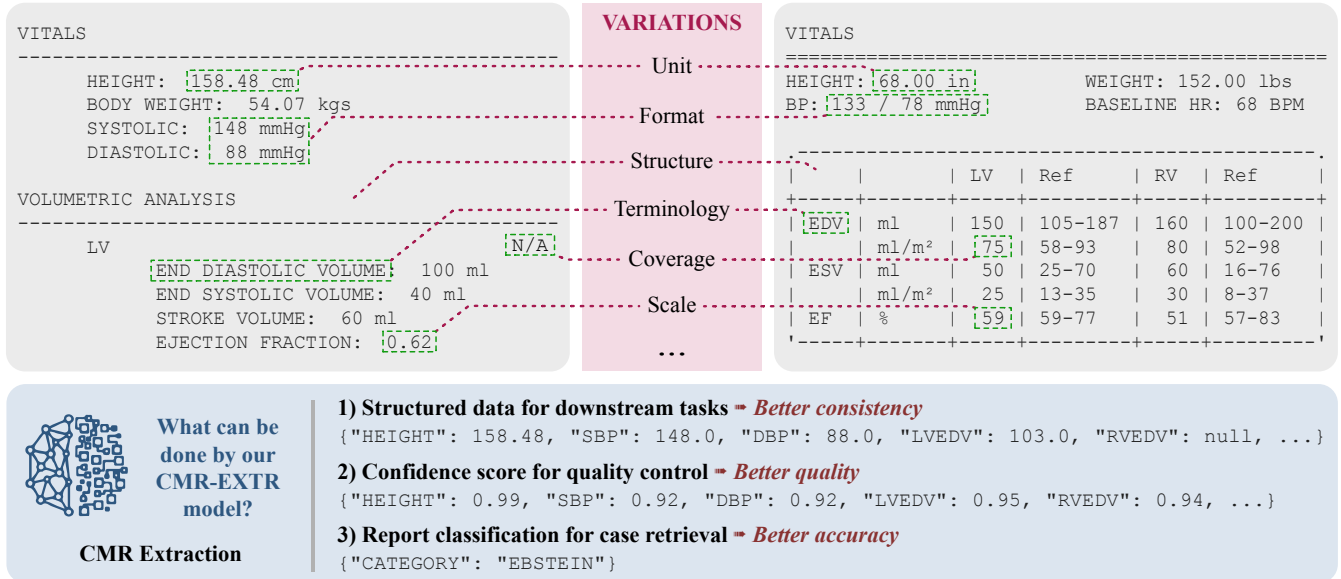 VITALS
------------------------------------------------
HEIGHT: 158.48 cm
BODY WEIGHT: 54.07 kgs
SYSTOLIC: 148 mmHg
DIASTOLIC: 88 mmHg
VOLUMETRIC ANALYSIS
------------------------------------------------
LV N/A
END DIASTOLIC VOLUME: 100 ml
END SYSTOLIC VOLUME: 40 ml
STROKE VOLUME: 60 ml
EJECTION FRACTION: 0.62
VARIATIONS
Unit
Format
Structure
Terminology
Coverage
Scale
...
VITALS
================================================
HEIGHT: 68.00 in WEIGHT: 152.00 lbs
BP: 133 / 78 mmHg BASELINE HR: 68 BPM
.-----------------------------------------------.
| | | LV | Ref | RV | Ref |
+-----+-------+-----+---------+-----+---------+
| EDV | ml | 150 | 105-187 | 160 | 100-200 |
| | ml/m² | 75 | 58-93 | 80 | 52-98 |
| ESV | ml | 50 | 25-70 | 60 | 16-76 |
| | ml/m² | 25 | 13-35 | 30 | 8-37 |
| EF | % | 59 | 59-77 | 51 | 57-83 |
'-----+-------+-----+---------+-----+---------'
What can be
done by our
CMR-EXTR
model?
CMR Extraction
1) Structured data for downstream tasks ➠ Better consistency
{"HEIGHT": 158.48, "SBP": 148.0, "DBP": 88.0, "LVEDV": 103.0, "RVEDV": null, ...}
2) Confidence score for quality control ➠ Better quality
{"HEIGHT": 0.99, "SBP": 0.92, "DBP": 0.92, "LVEDV": 0.95, "RVEDV": 0.94, ...}
3) Report classification for case retrieval ➠ Better accuracy
{"CATEGORY": "EBSTEIN"}